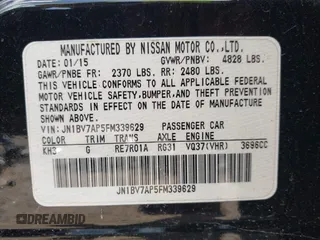 MANUFACTURED BY NISSAN MOTOR CO.,LTD.
DATE: 01/15 GVWR/PNBV: 4828 LBS.
GAWR/PNBE FR: 2370 LBS. RR: 2480 LBS.
THIS VEHICLE CONFORMS TO ALL APPLICABLE FEDERAL
MOTOR VEHICLE SAFETY, BUMPER, AND THEFT
PREVENTION STANDARDS IN EFFECT ON THE DATE OF
MANUFACTURE SHOWN ABOVE.
VIN: JN1BV7AP5FM339629 PASSENGER CAR
COLOR TRIM TRANS AXLE ENGINE
KH3 G RE7R01A RG31 VQ37(VHR) 3696CC
JN1BV7AP5FM339629
DREAMBID